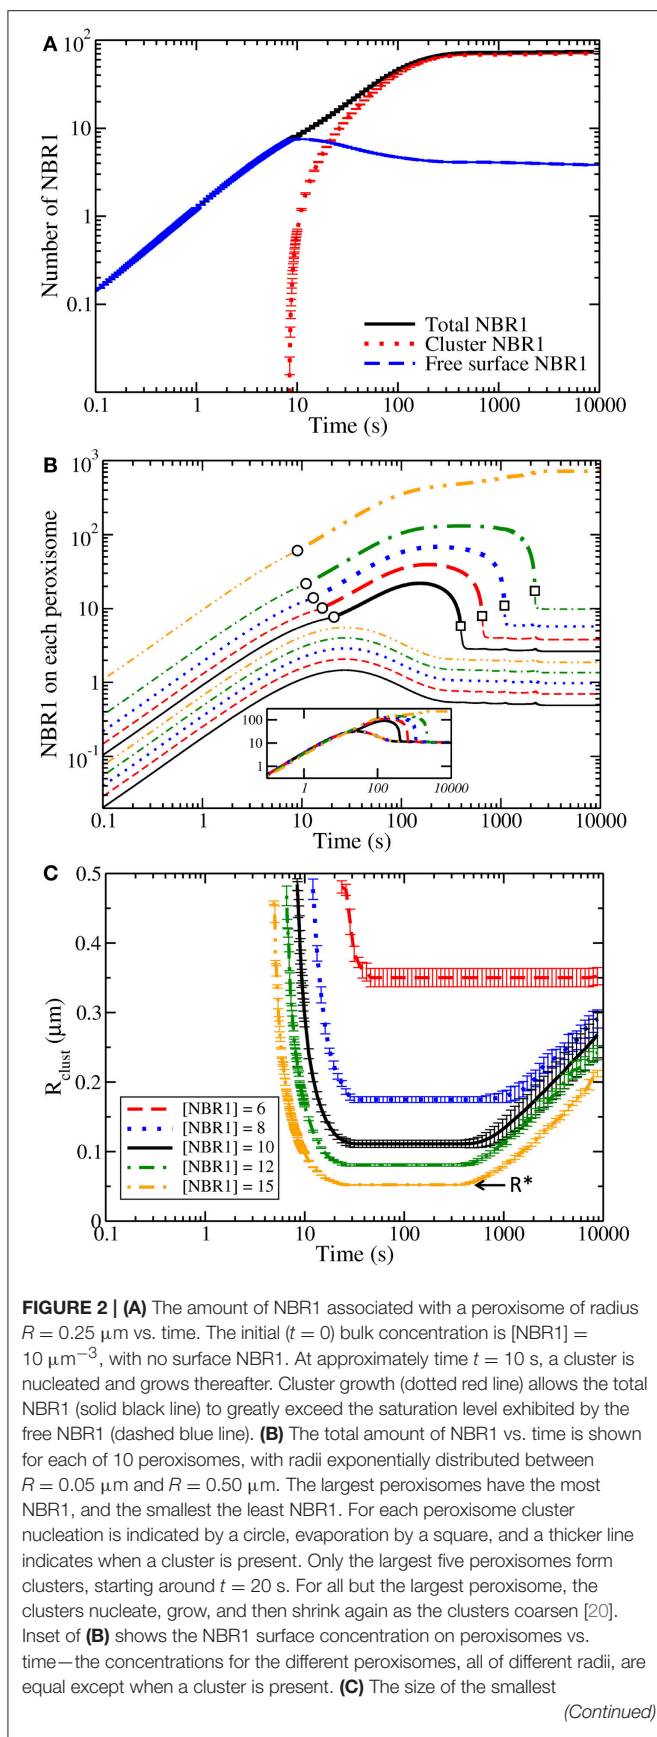 A
10^2
10
1
0.1
Number of NBR1
Total NBR1
Cluster NBR1
Free surface NBR1
0.1 1 10 100 1000 10000
Time (s)
B
10^3
10^2
10^1
1
10^-1
NBR1 on each peroxisome
100
10
1
1 100 10000
0.1 1 10 100 1000 10000
Time (s)
C
0.5
0.4
0.3
0.2
0.1
0
R_clust (μm)
[NBR1] = 6
[NBR1] = 8
[NBR1] = 10
[NBR1] = 12
[NBR1] = 15
R*
0.1 1 10 100 1000 10000
Time (s)
FIGURE 2 | (A) The amount of NBR1 associated with a peroxisome of radius
R = 0.25 μm vs. time. The initial (t = 0) bulk concentration is [NBR1] =
10 μm−3, with no surface NBR1. At approximately time t = 10 s, a cluster is
nucleated and grows thereafter. Cluster growth (dotted red line) allows the total
NBR1 (solid black line) to greatly exceed the saturation level exhibited by the
free NBR1 (dashed blue line). (B) The total amount of NBR1 vs. time is shown
for each of 10 peroxisomes, with radii exponentially distributed between
R = 0.05 μm and R = 0.50 μm. The largest peroxisomes have the most
NBR1, and the smallest the least NBR1. For each peroxisome cluster
nucleation is indicated by a circle, evaporation by a square, and a thicker line
indicates when a cluster is present. Only the largest five peroxisomes form
clusters, starting around t = 20 s. For all but the largest peroxisome, the
clusters nucleate, grow, and then shrink again as the clusters coarsen [20].
Inset of (B) shows the NBR1 surface concentration on peroxisomes vs.
time—the concentrations for the different peroxisomes, all of different radii, are
equal except when a cluster is present. (C) The size of the smallest
(Continued)